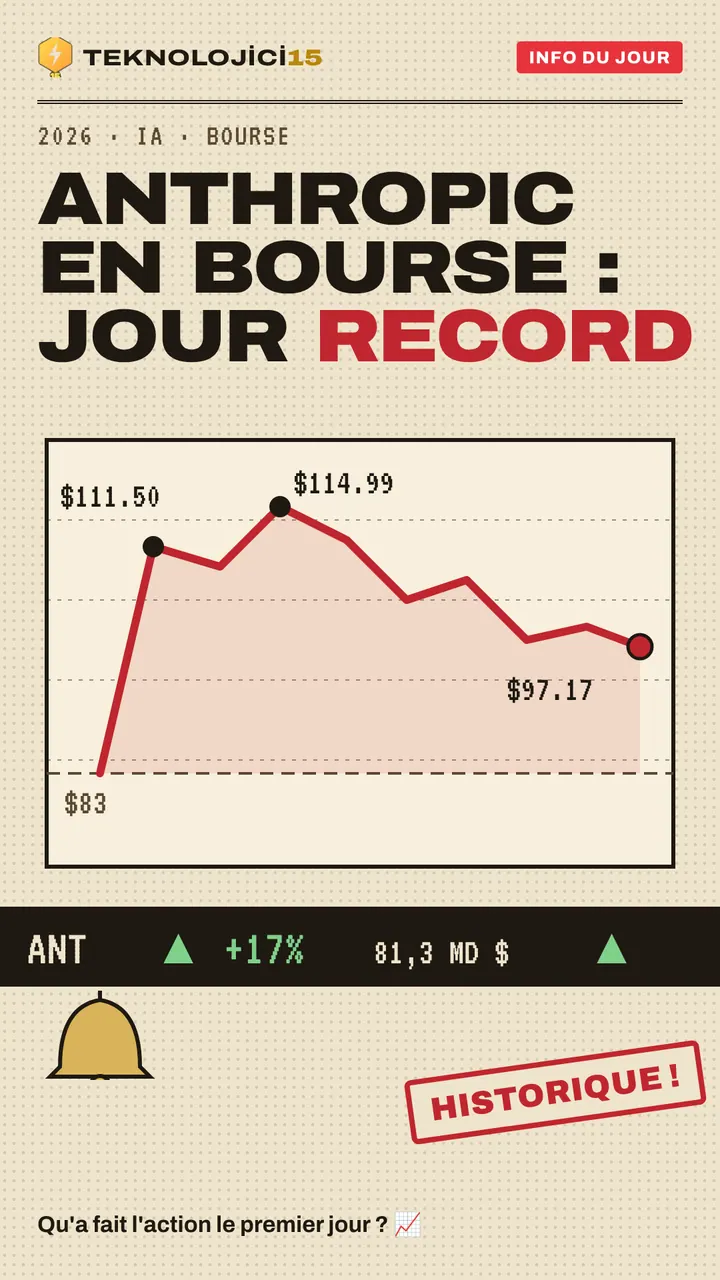 TEKNOLOJİCİ15
INFO DU JOUR
2026 · IA · BOURSE
ANTHROPIC
EN BOURSE :
JOUR RECORD
$111.50
$114.99
$97.17
$83
ANT ▲ +17% 81,3 MD $ ▲
HISTORIQUE !
Qu'a fait l'action le premier jour ? 📈